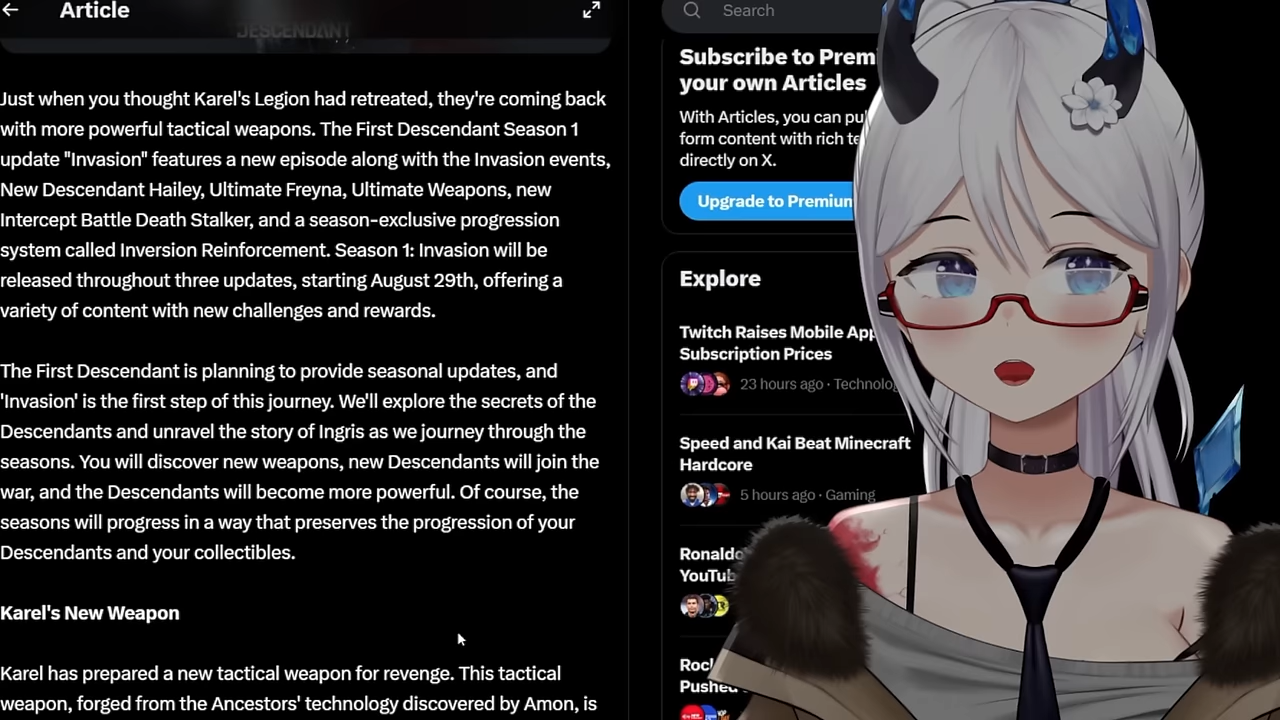 Article
DESCENDANT
Just when you thought Karel's Legion had retreated, they're coming back
with more powerful tactical weapons. The First Descendant Season 1
update "Invasion" features a new episode along with the Invasion events,
New Descendant Hailey, Ultimate Freyna, Ultimate Weapons, new
Intercept Battle Death Stalker, and a season-exclusive progression
system called Inversion Reinforcement. Season 1: Invasion will be
released throughout three updates, starting August 29th, offering a
variety of content with new challenges and rewards.
The First Descendant is planning to provide seasonal updates, and
'Invasion' is the first step of this journey. We'll explore the secrets of the
Descendants and unravel the story of Ingris as we journey through the
seasons. You will discover new weapons, new Descendants will join the
war, and the Descendants will become more powerful. Of course, the
seasons will progress in a way that preserves the progression of your
Descendants and your collectibles.
Karel's New Weapon
Karel has prepared a new tactical weapon for revenge. This tactical
weapon, forged from the Ancestors' technology discovered by Amon, is
Search
Subscribe to Premi
your own Articles
With Articles, you can pu
form content with rich te
directly on X.
Upgrade to Premium
Explore
Twitch Raises Mobile App
Subscription Prices
23 hours ago · Technolog
Speed and Kai Beat Minecraft
Hardcore
5 hours ago · Gaming
Ronaldo
YouTub
Rock
Pushed